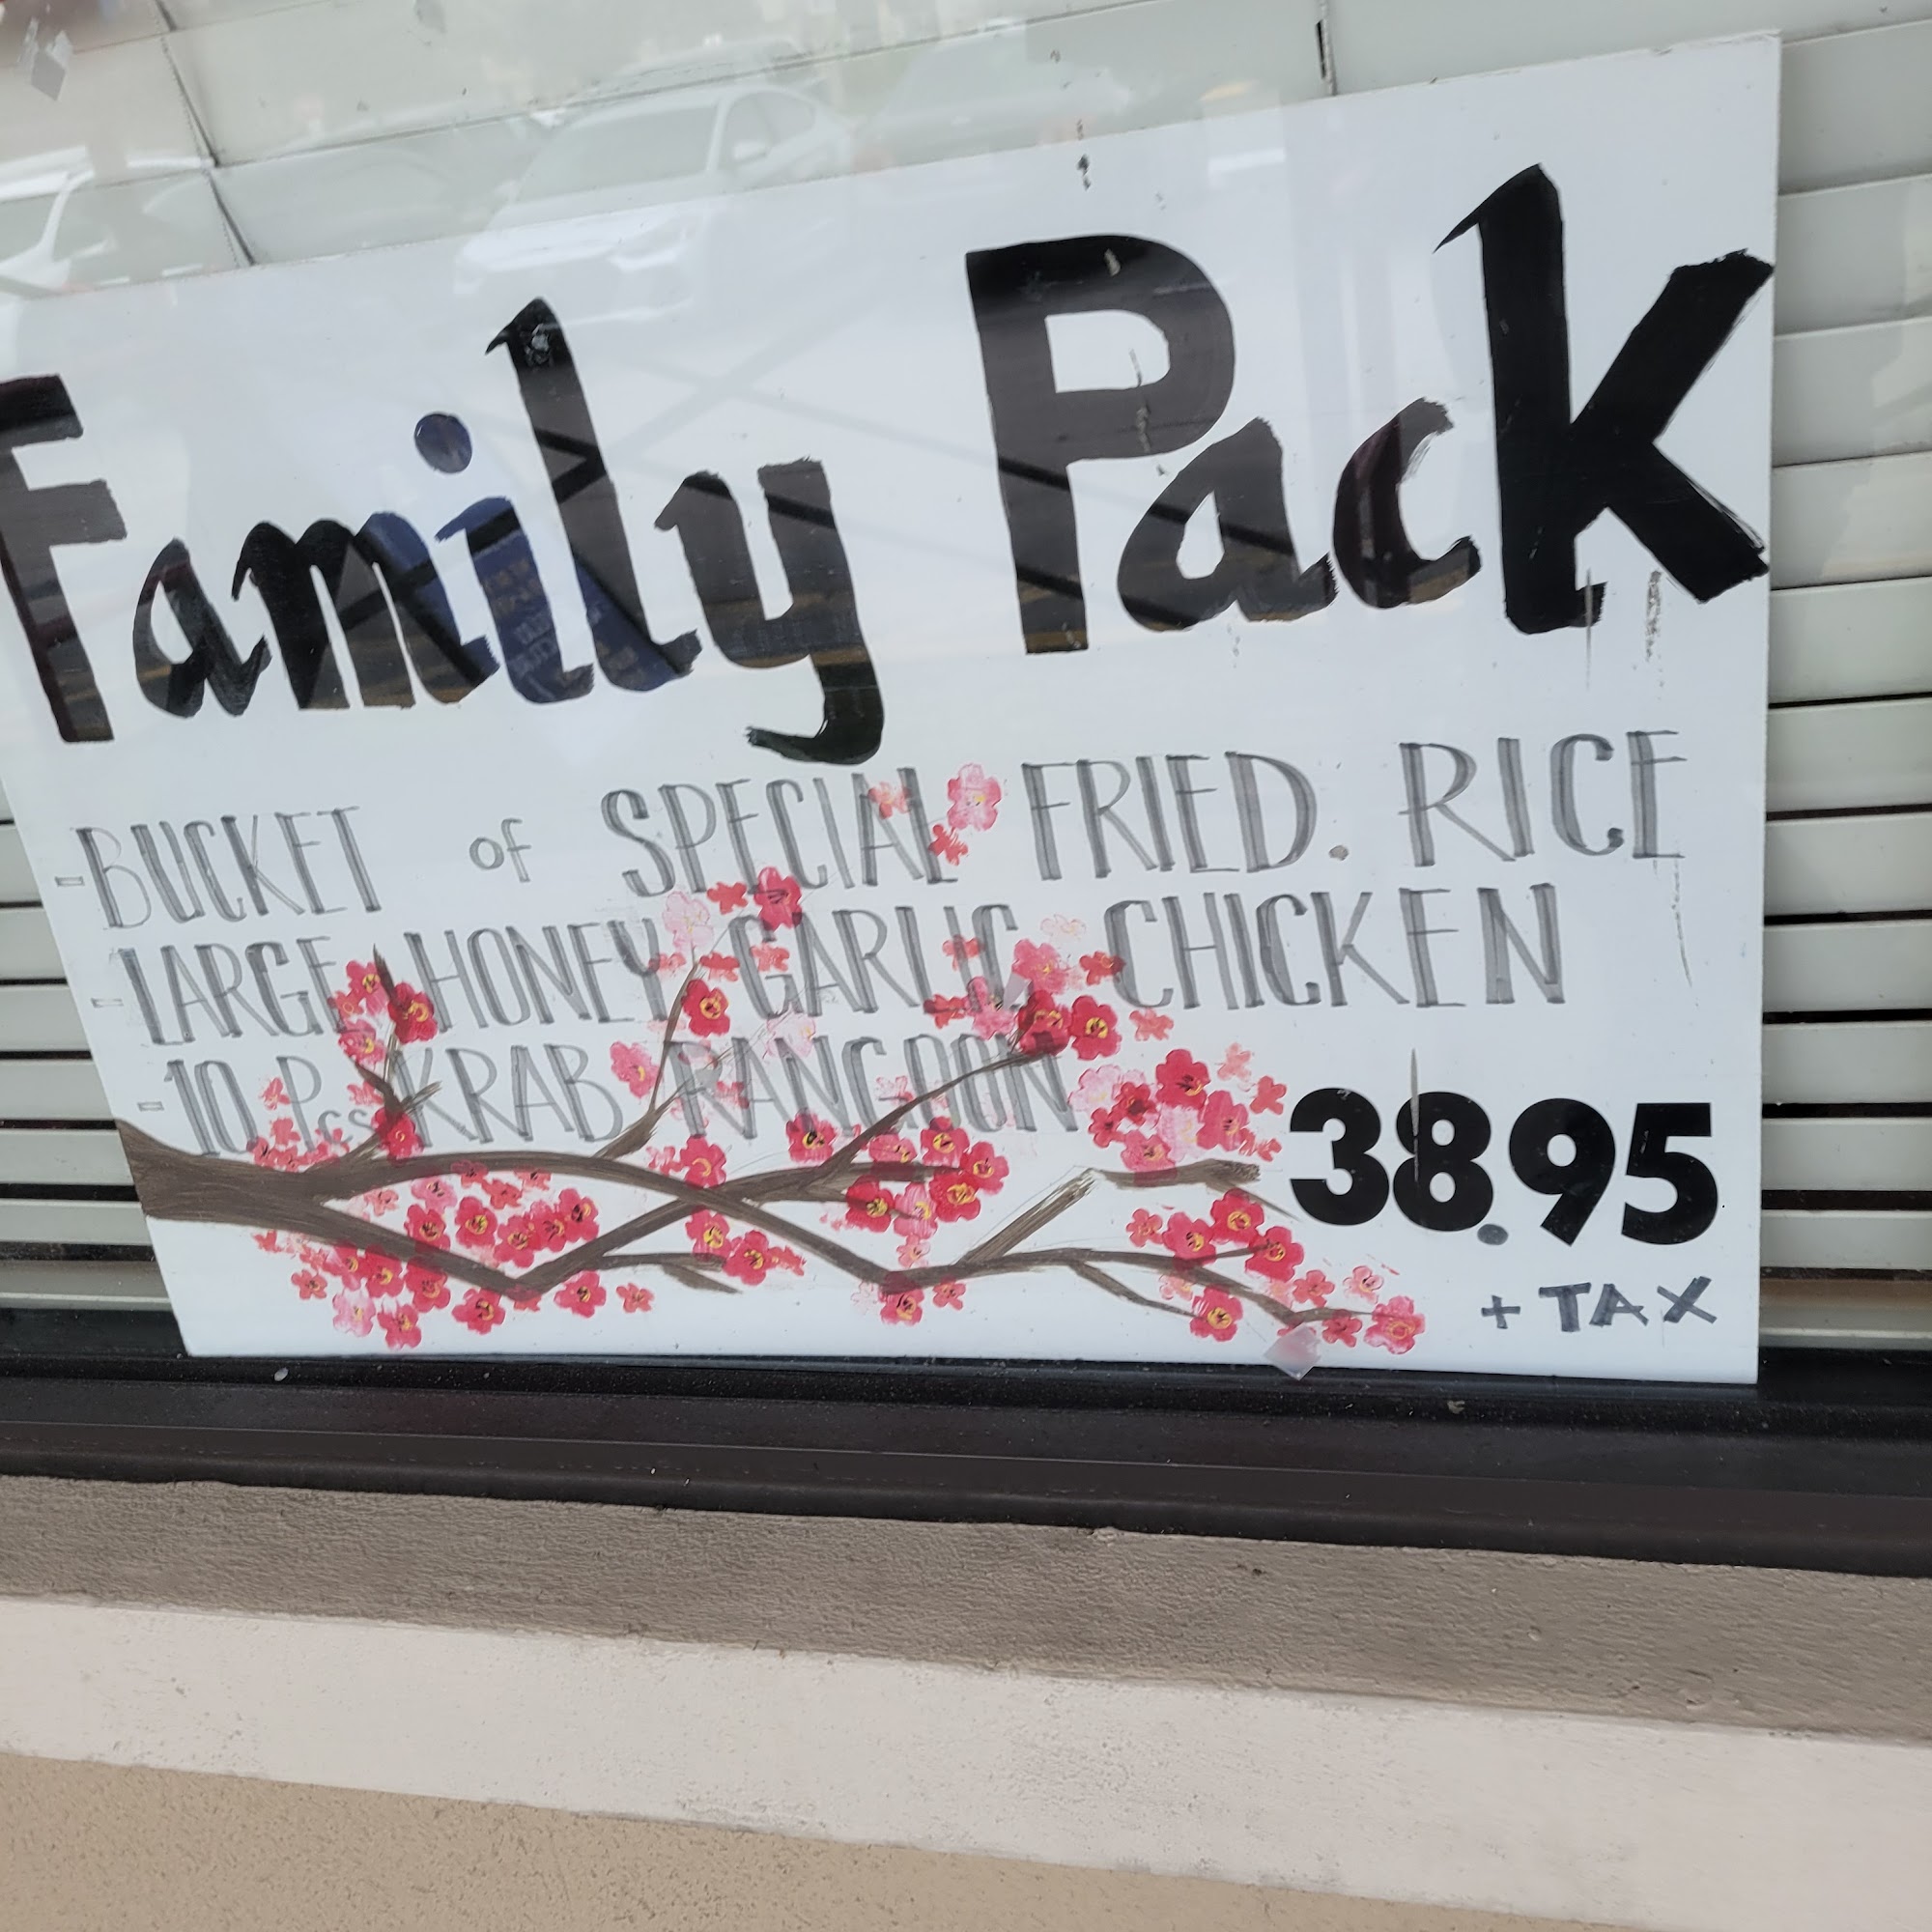 Family Pack
-BUCKET of SPECIAL FRIED. RICE
-LARGE HONEY GARLIC CHICKEN
-10 Pcs KRAB RANGOON
38.95
+ TAX